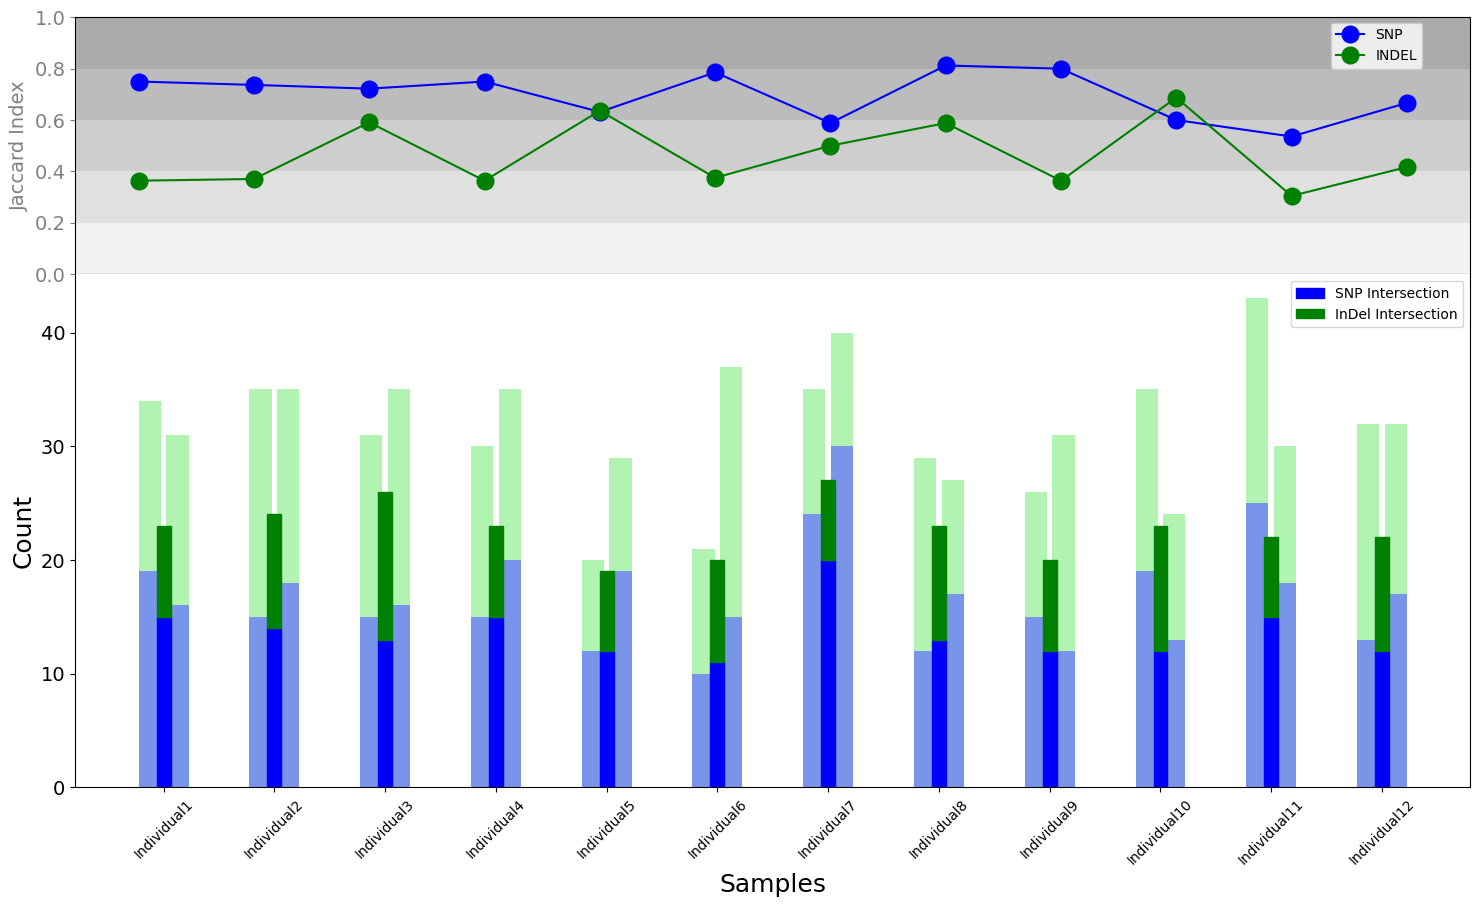 1.0
0.8
0.6
0.4
0.2
0.0
Jaccard Index
SNP
INDEL
SNP Intersection
InDel Intersection
40
30
20
10
0
Count
Individual1
Individual2
Individual3
Individual4
Individual5
Individual6
Individual7
Individual8
Individual9
Individual10
Individual11
Individual12
Samples